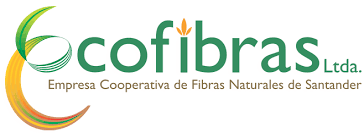 Ecofibras Ltda.
Empresa Cooperativa de Fibras Naturales de Santander